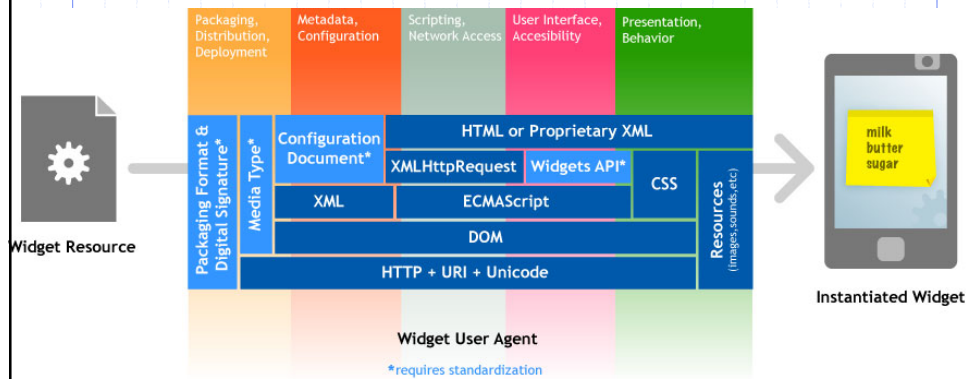 Packaging,
Distribution,
Deployment
Metadata,
Configuration
Scripting,
Network Access
User Interface,
Accesibility
Presentation,
Behavior
Widget Resource
Packaging Format &
Digital Signature*
Media Type*
Configuration
Document*
HTML or Proprietary XML
XMLHttpRequest
Widgets API*
CSS
Resources
(images,sounds,etc)
XML
ECMAScript
DOM
HTTP + URI + Unicode
milk
butter
sugar
Instantiated Widget
Widget User Agent
*requires standardization